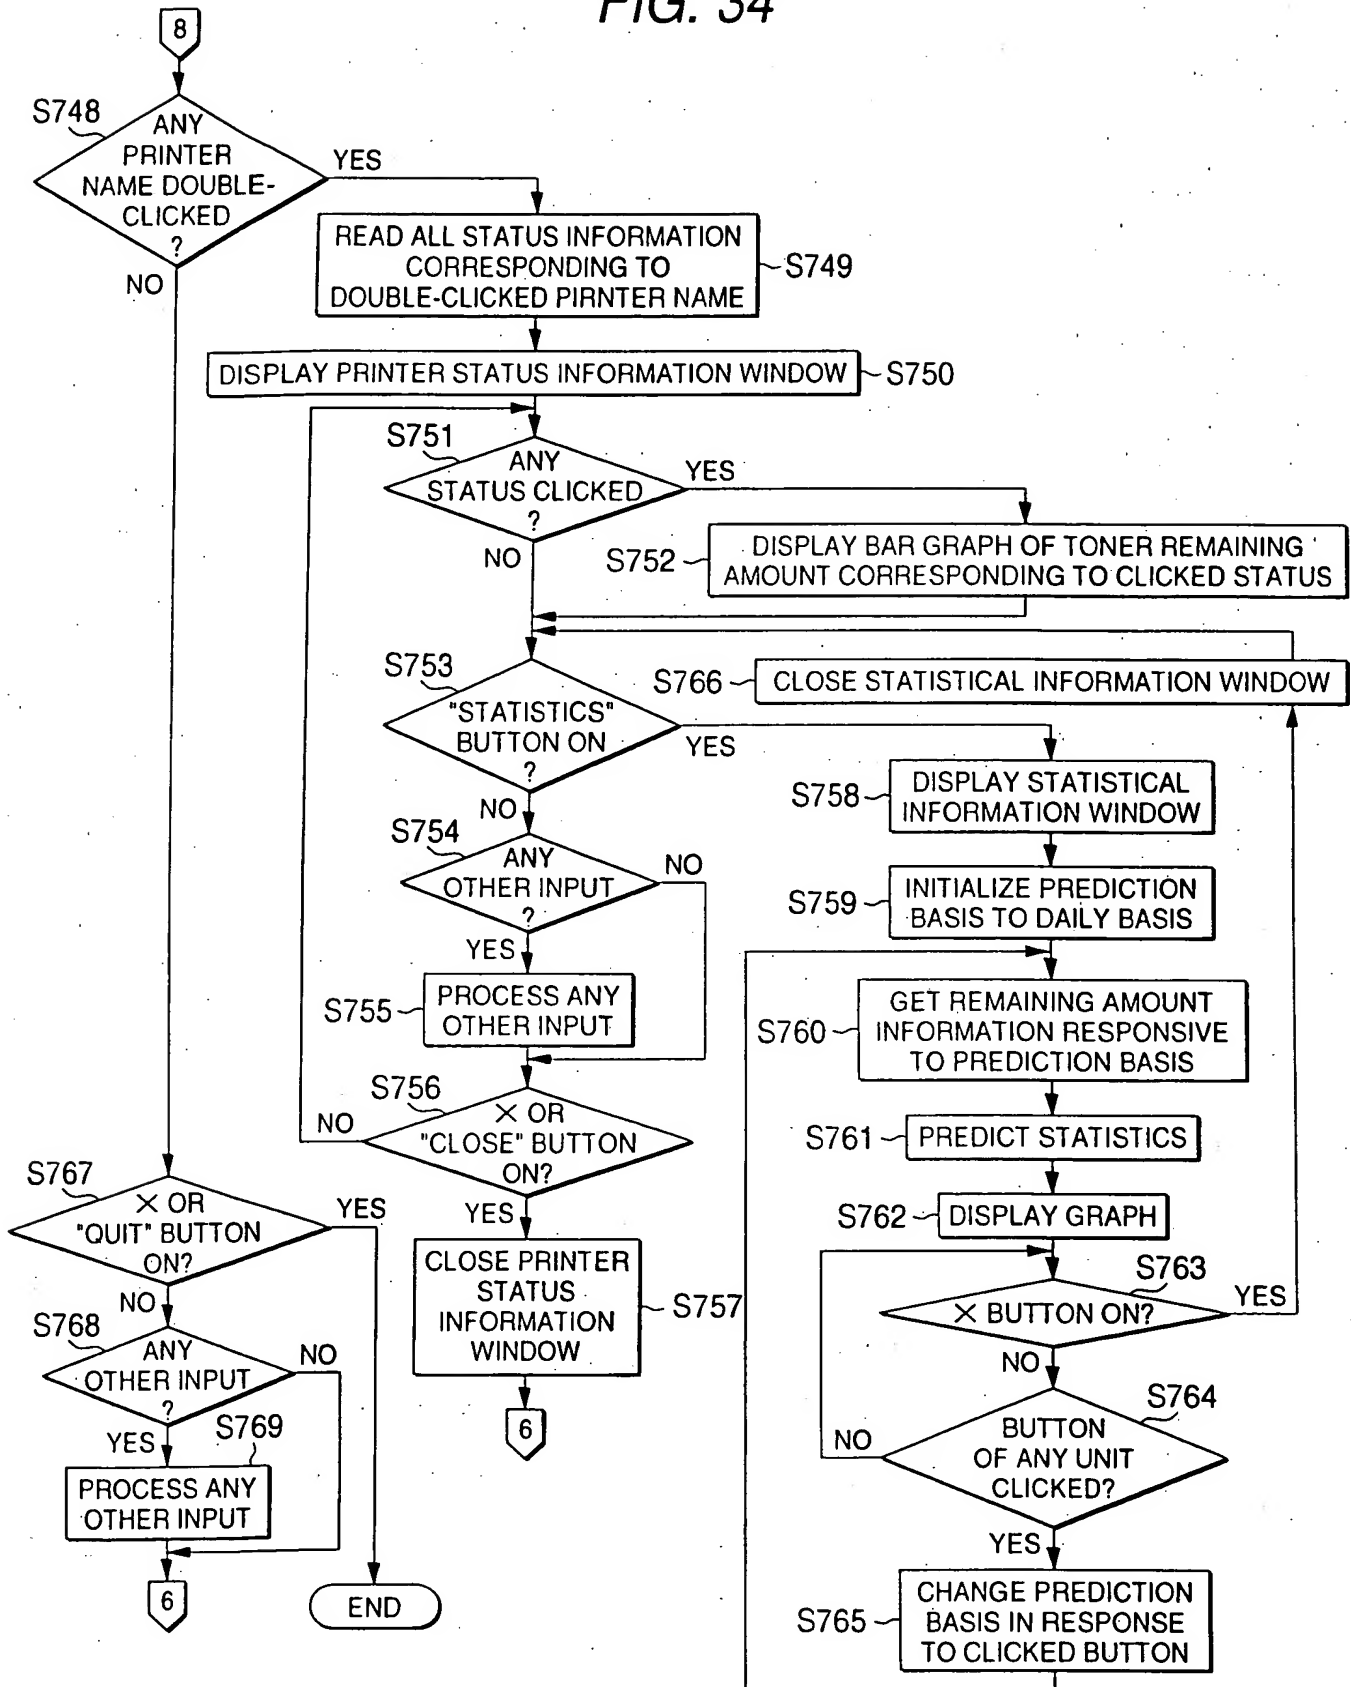 FIG. 34
8
S748
ANY
PRINTER
NAME DOUBLE-
CLICKED
?
YES
NO
READ ALL STATUS INFORMATION
CORRESPONDING TO
DOUBLE-CLICKED PIRNTER NAME
S749
DISPLAY PRINTER STATUS INFORMATION WINDOW
S750
S751
ANY
STATUS CLICKED
?
YES
NO
S752
DISPLAY BAR GRAPH OF TONER REMAINING
AMOUNT CORRESPONDING TO CLICKED STATUS
S753
"STATISTICS"
BUTTON ON
?
YES
NO
S766
CLOSE STATISTICAL INFORMATION WINDOW
S758
DISPLAY STATISTICAL
INFORMATION WINDOW
S754
ANY
OTHER INPUT
?
NO
YES
S759
INITIALIZE PREDICTION
BASIS TO DAILY BASIS
S755
PROCESS ANY
OTHER INPUT
S760
GET REMAINING AMOUNT
INFORMATION RESPONSIVE
TO PREDICTION BASIS
S756
X OR
"CLOSE" BUTTON
ON?
NO
YES
S761
PREDICT STATISTICS
S762
DISPLAY GRAPH
S767
X OR
"QUIT" BUTTON
ON?
YES
NO
CLOSE PRINTER
STATUS
INFORMATION
WINDOW
S757
6
S763
X BUTTON ON?
YES
NO
S768
ANY
OTHER INPUT
?
NO
YES
S764
BUTTON
OF ANY UNIT
CLICKED?
NO
YES
S769
PROCESS ANY
OTHER INPUT
6
END
S765
CHANGE PREDICTION
BASIS IN RESPONSE
TO CLICKED BUTTON